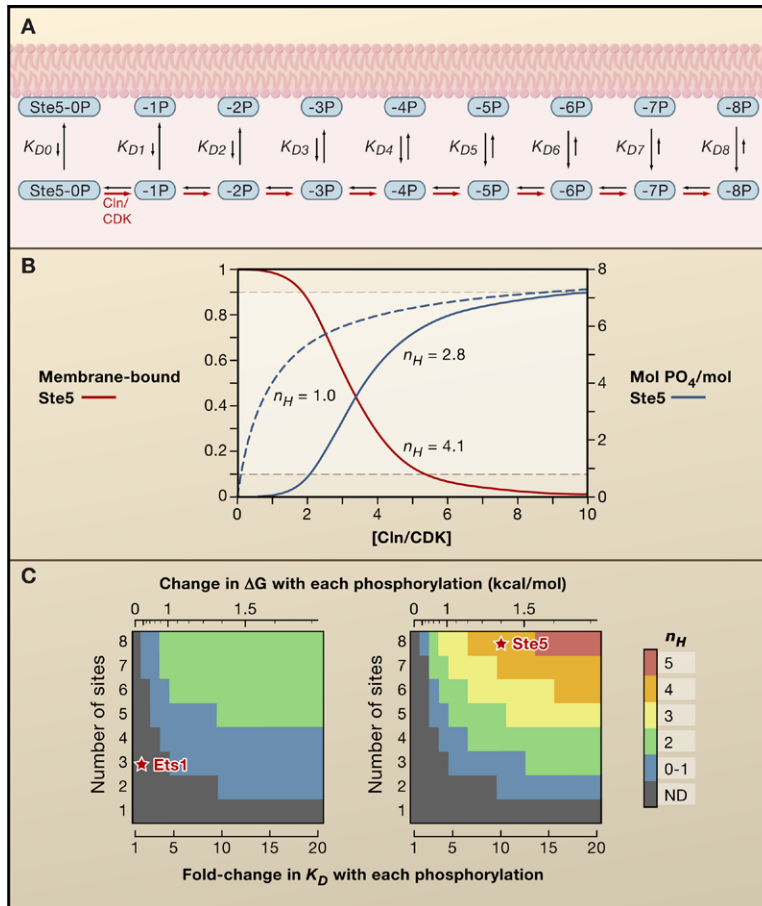 A
Ste5-0P -1P -2P -3P -4P -5P -6P -7P -8P
KD0 KD1 KD2 KD3 KD4 KD5 KD6 KD7 KD8
Ste5-0P -1P -2P -3P -4P -5P -6P -7P -8P
Cln/
CDK
B
1
0.8
0.6
0.4
0.2
0
8
6
4
2
0
Membrane-bound
Ste5
nH = 1.0
nH = 2.8
nH = 4.1
Mol PO4/mol
Ste5
0 2 4 6 8 10
[Cln/CDK]
C
Change in ΔG with each phosphorylation (kcal/mol)
0 1 1.5
0 1 1.5
Number of sites
8
7
6
5
4
3
2
1
Ets1
1 5 10 15 20
Number of sites
8
7
6
5
4
3
2
1
Ste5
1 5 10 15 20
Fold-change in KD with each phosphorylation
nH
5
4
3
2
0-1
ND